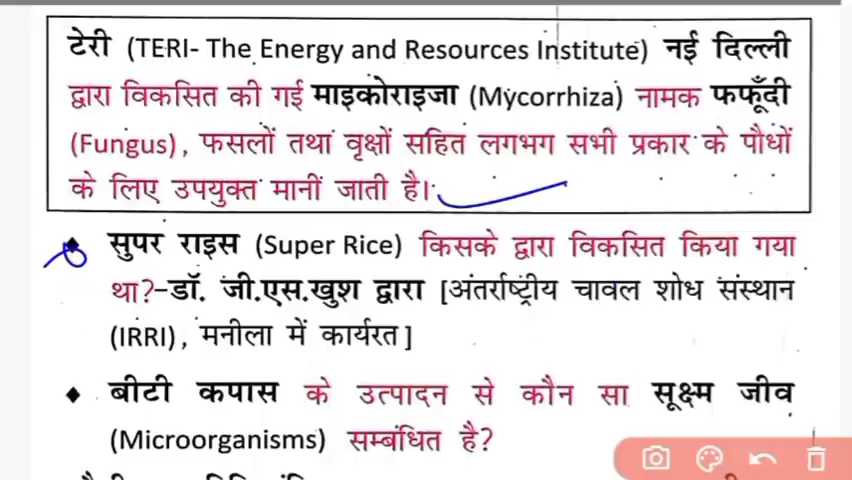 टेरी (TERI- The Energy and Resources Institute) नई दिल्ली
द्वारा विकसित की गई माइकोराइजा (Mycorrhiza) नामक फफूँदी
(Fungus), फसलों तथा वृक्षों सहित लगभग सभी प्रकार के पौधों
के लिए उपयुक्त मानीं जाती है।
♦ सुपर राइस (Super Rice) किसके द्वारा विकसित किया गया
था?-डॉ. जी.एस.खुश द्वारा [अंतर्राष्ट्रीय चावल शोध संस्थान
(IRRI), मनीला में कार्यरत]
♦ बीटी कपास के उत्पादन से कौन सा सूक्ष्म जीव
(Microorganisms) सम्बंधित है?